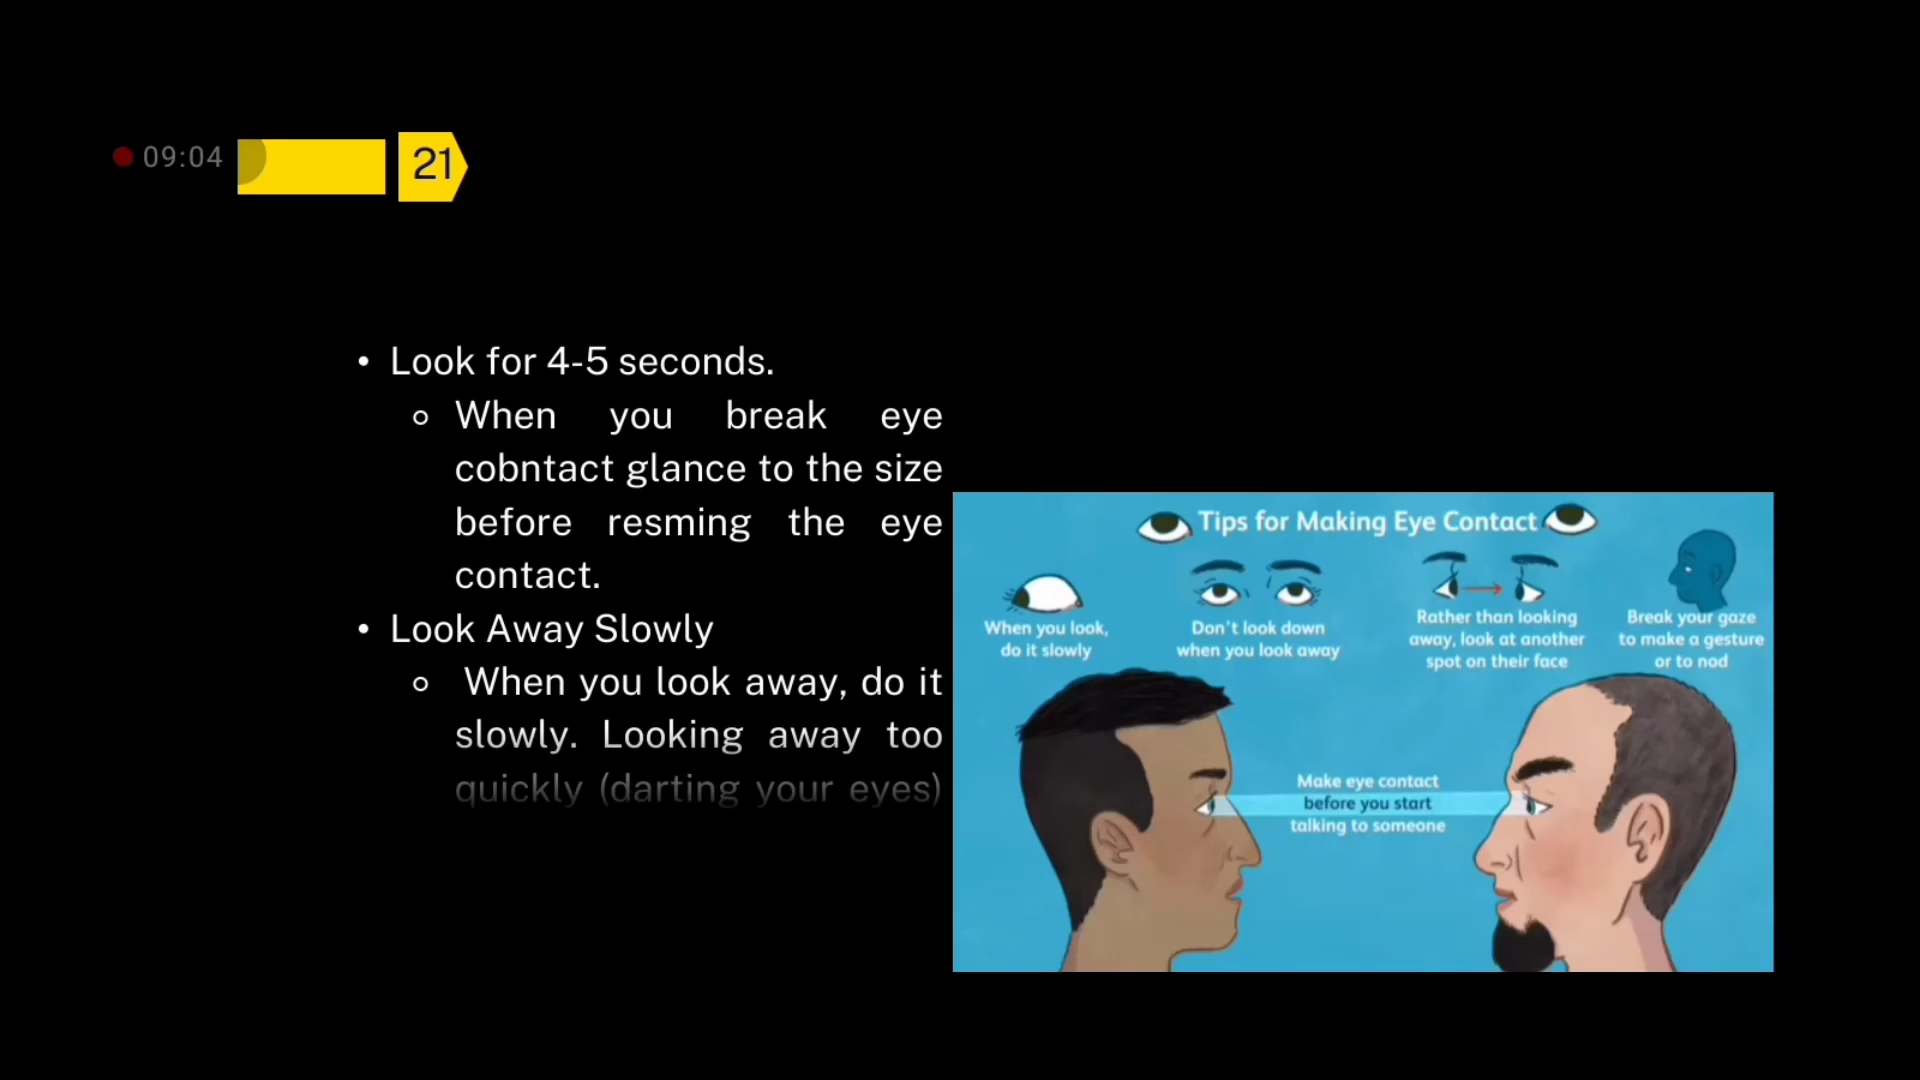 09:04
21
• Look for 4-5 seconds.
o When you break eye
cobntact glance to the size
before resming the eye
contact.
• Look Away Slowly
o When you look away, do it
slowly. Looking away too
quickly (darting your eyes)
Tips for Making Eye Contact
When you look,
do it slowly
Don't look down
when you look away
Rather than looking
away, look at another
spot on their face
Break your gaze
to make a gesture
or to nod
Make eye contact
before you start
talking to someone